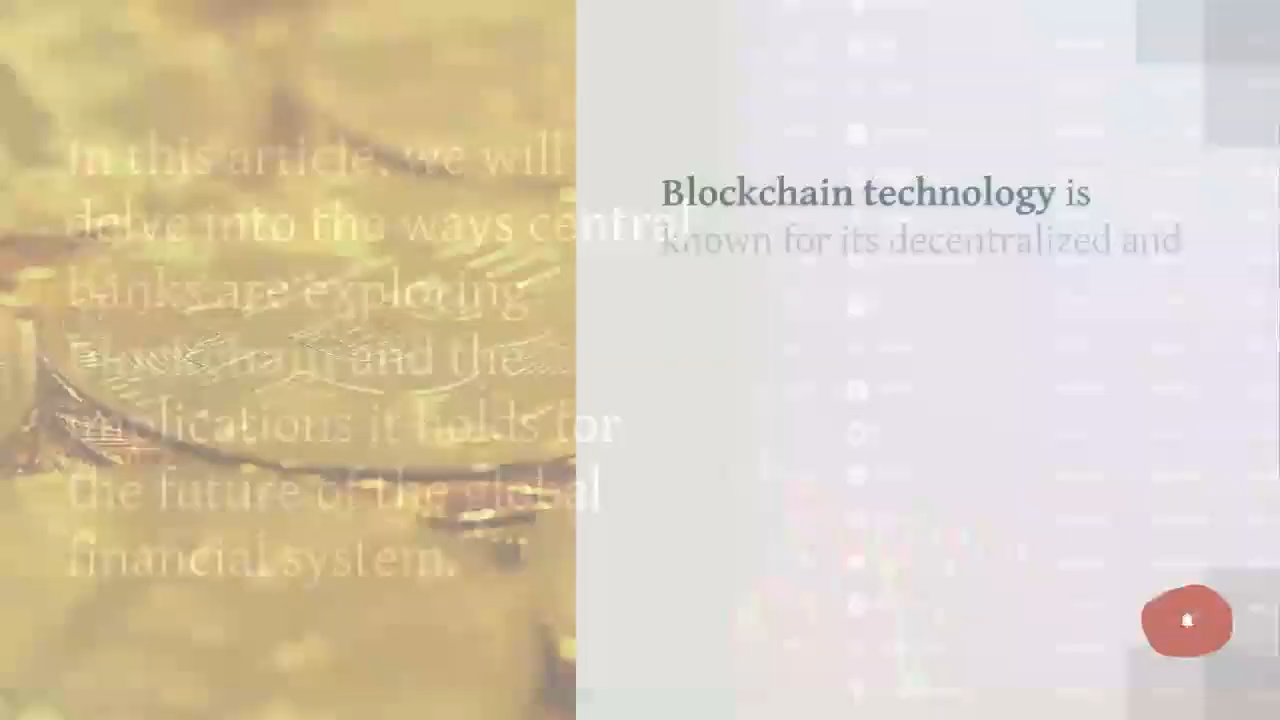 In this article, we will
delve into the ways central
banks are exploring
blockchain and the
implications it holds for
the future of the global
financial system.
Blockchain technology is
known for its decentralized and